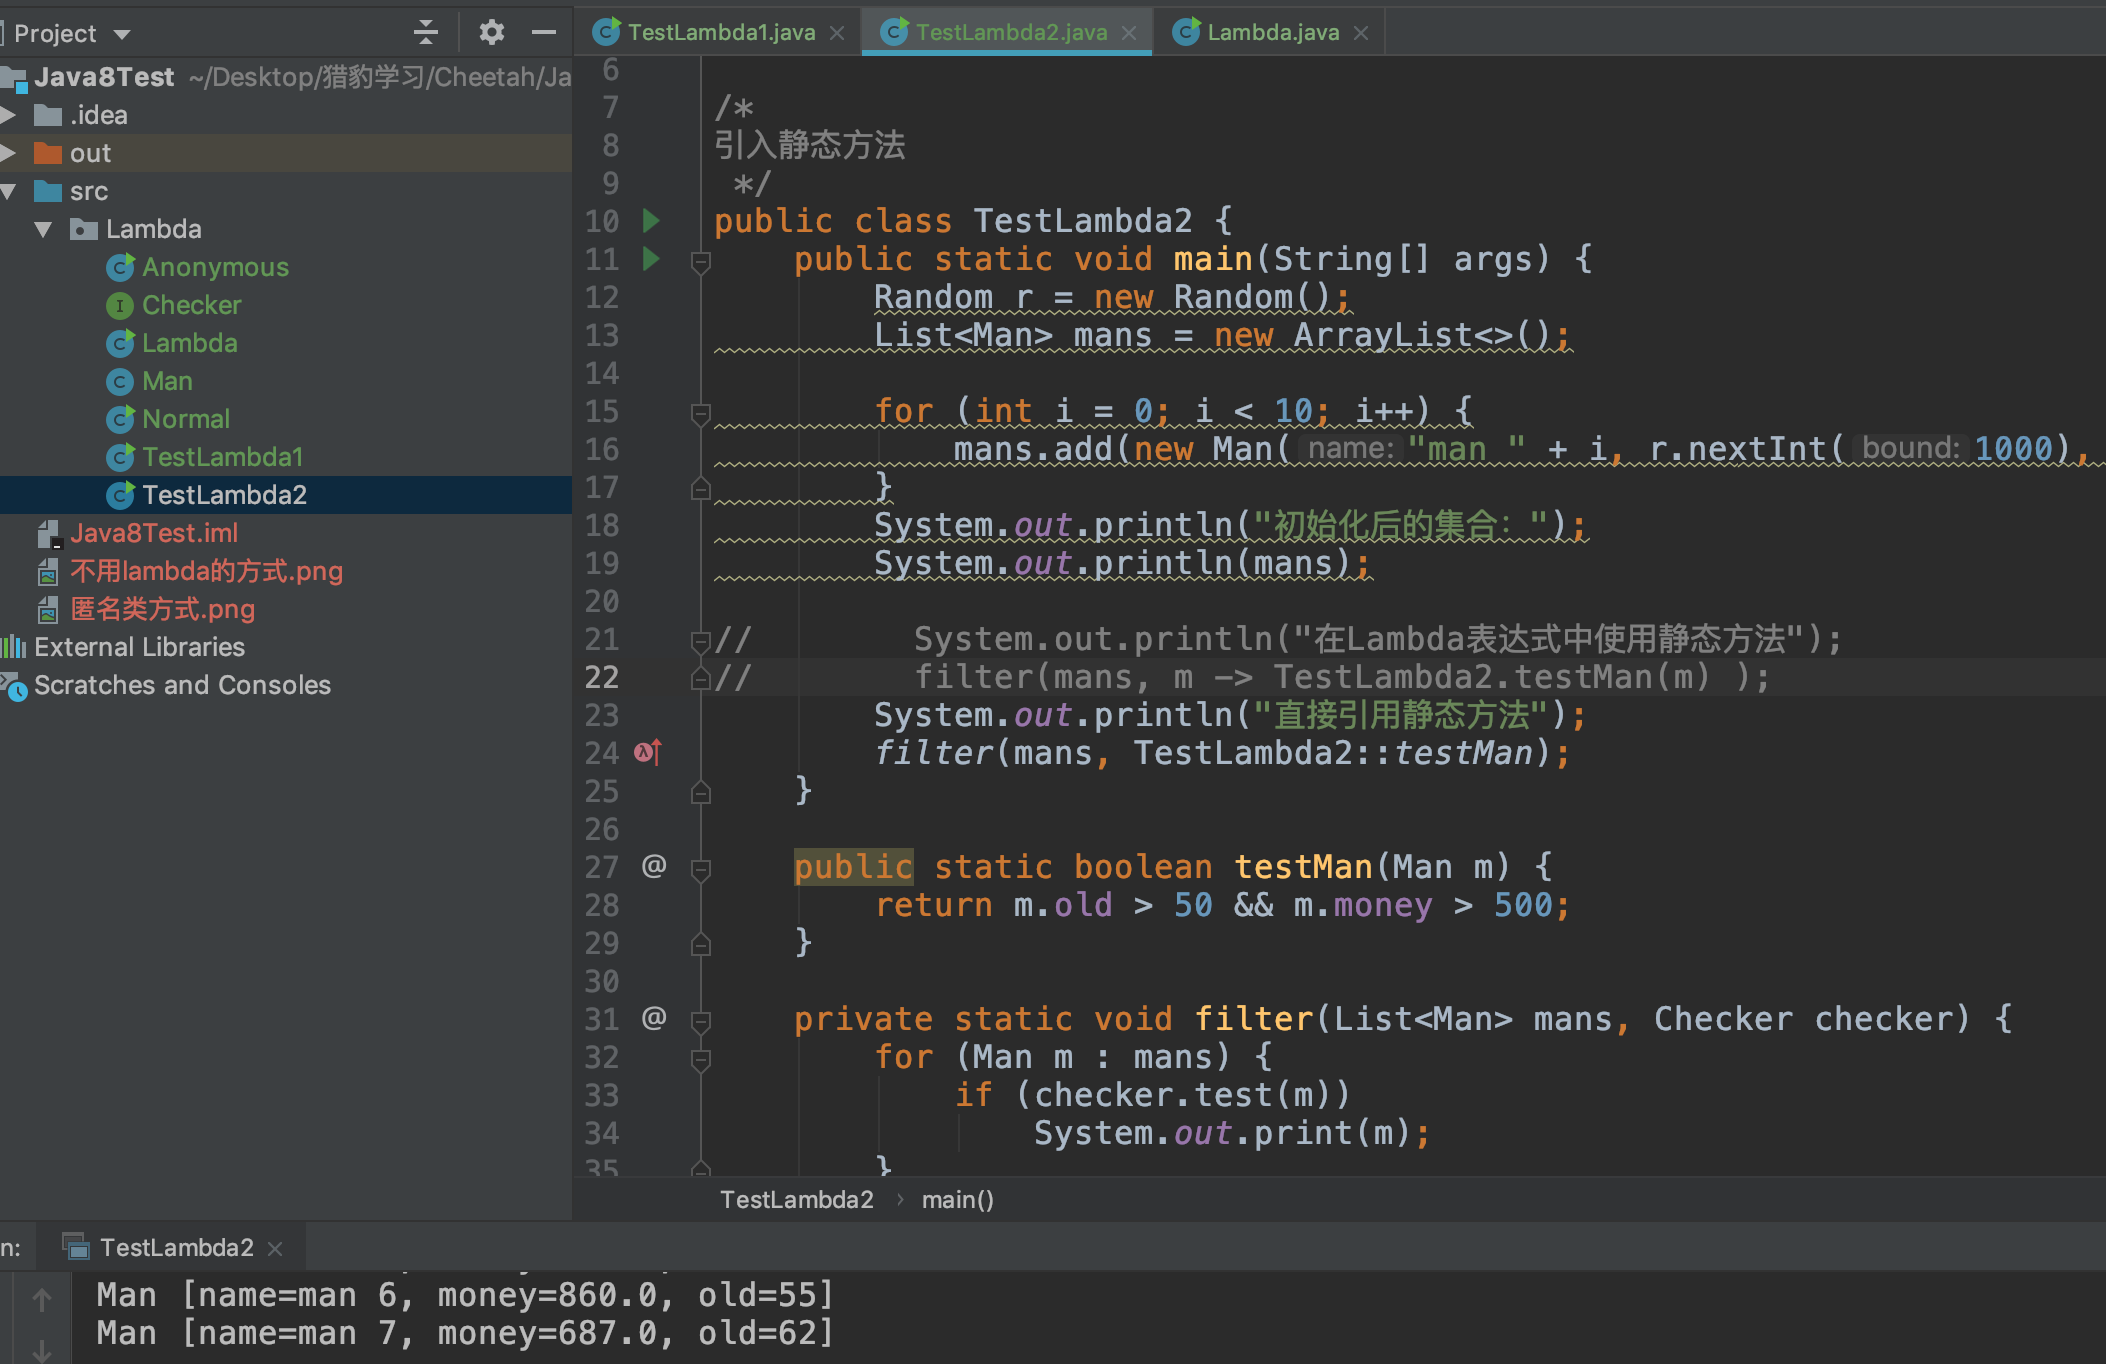 Project
Java8Test ~/Desktop/猎豹学习/Cheetah/Ja
.idea
out
src
Lambda
Anonymous
Checker
Lambda
Man
Normal
TestLambda1
TestLambda2
Java8Test.iml
不用lambda的方式.png
匿名类方式.png
External Libraries
Scratches and Consoles
TestLambda1.java TestLambda2.java Lambda.java
6
7 /*
8 引入静态方法
9 */
10 public class TestLambda2 {
11 public static void main(String[] args) {
12 Random r = new Random();
13 List<Man> mans = new ArrayList<>();
14
15 for (int i = 0; i < 10; i++) {
16 mans.add(new Man( name: "man " + i, r.nextInt( bound: 1000),
17 }
18 System.out.println("初始化后的集合：");
19 System.out.println(mans);
20
21 // System.out.println("在Lambda表达式中使用静态方法");
22 // filter(mans, m -> TestLambda2.testMan(m) );
23 System.out.println("直接引用静态方法");
24 filter(mans, TestLambda2::testMan);
25 }
26
27 @ public static boolean testMan(Man m) {
28 return m.old > 50 && m.money > 500;
29 }
30
31 @ private static void filter(List<Man> mans, Checker checker) {
32 for (Man m : mans) {
33 if (checker.test(m))
34 System.out.print(m);
35 }
TestLambda2 › main()
n: TestLambda2
Man [name=man 6, money=860.0, old=55]
Man [name=man 7, money=687.0, old=62]